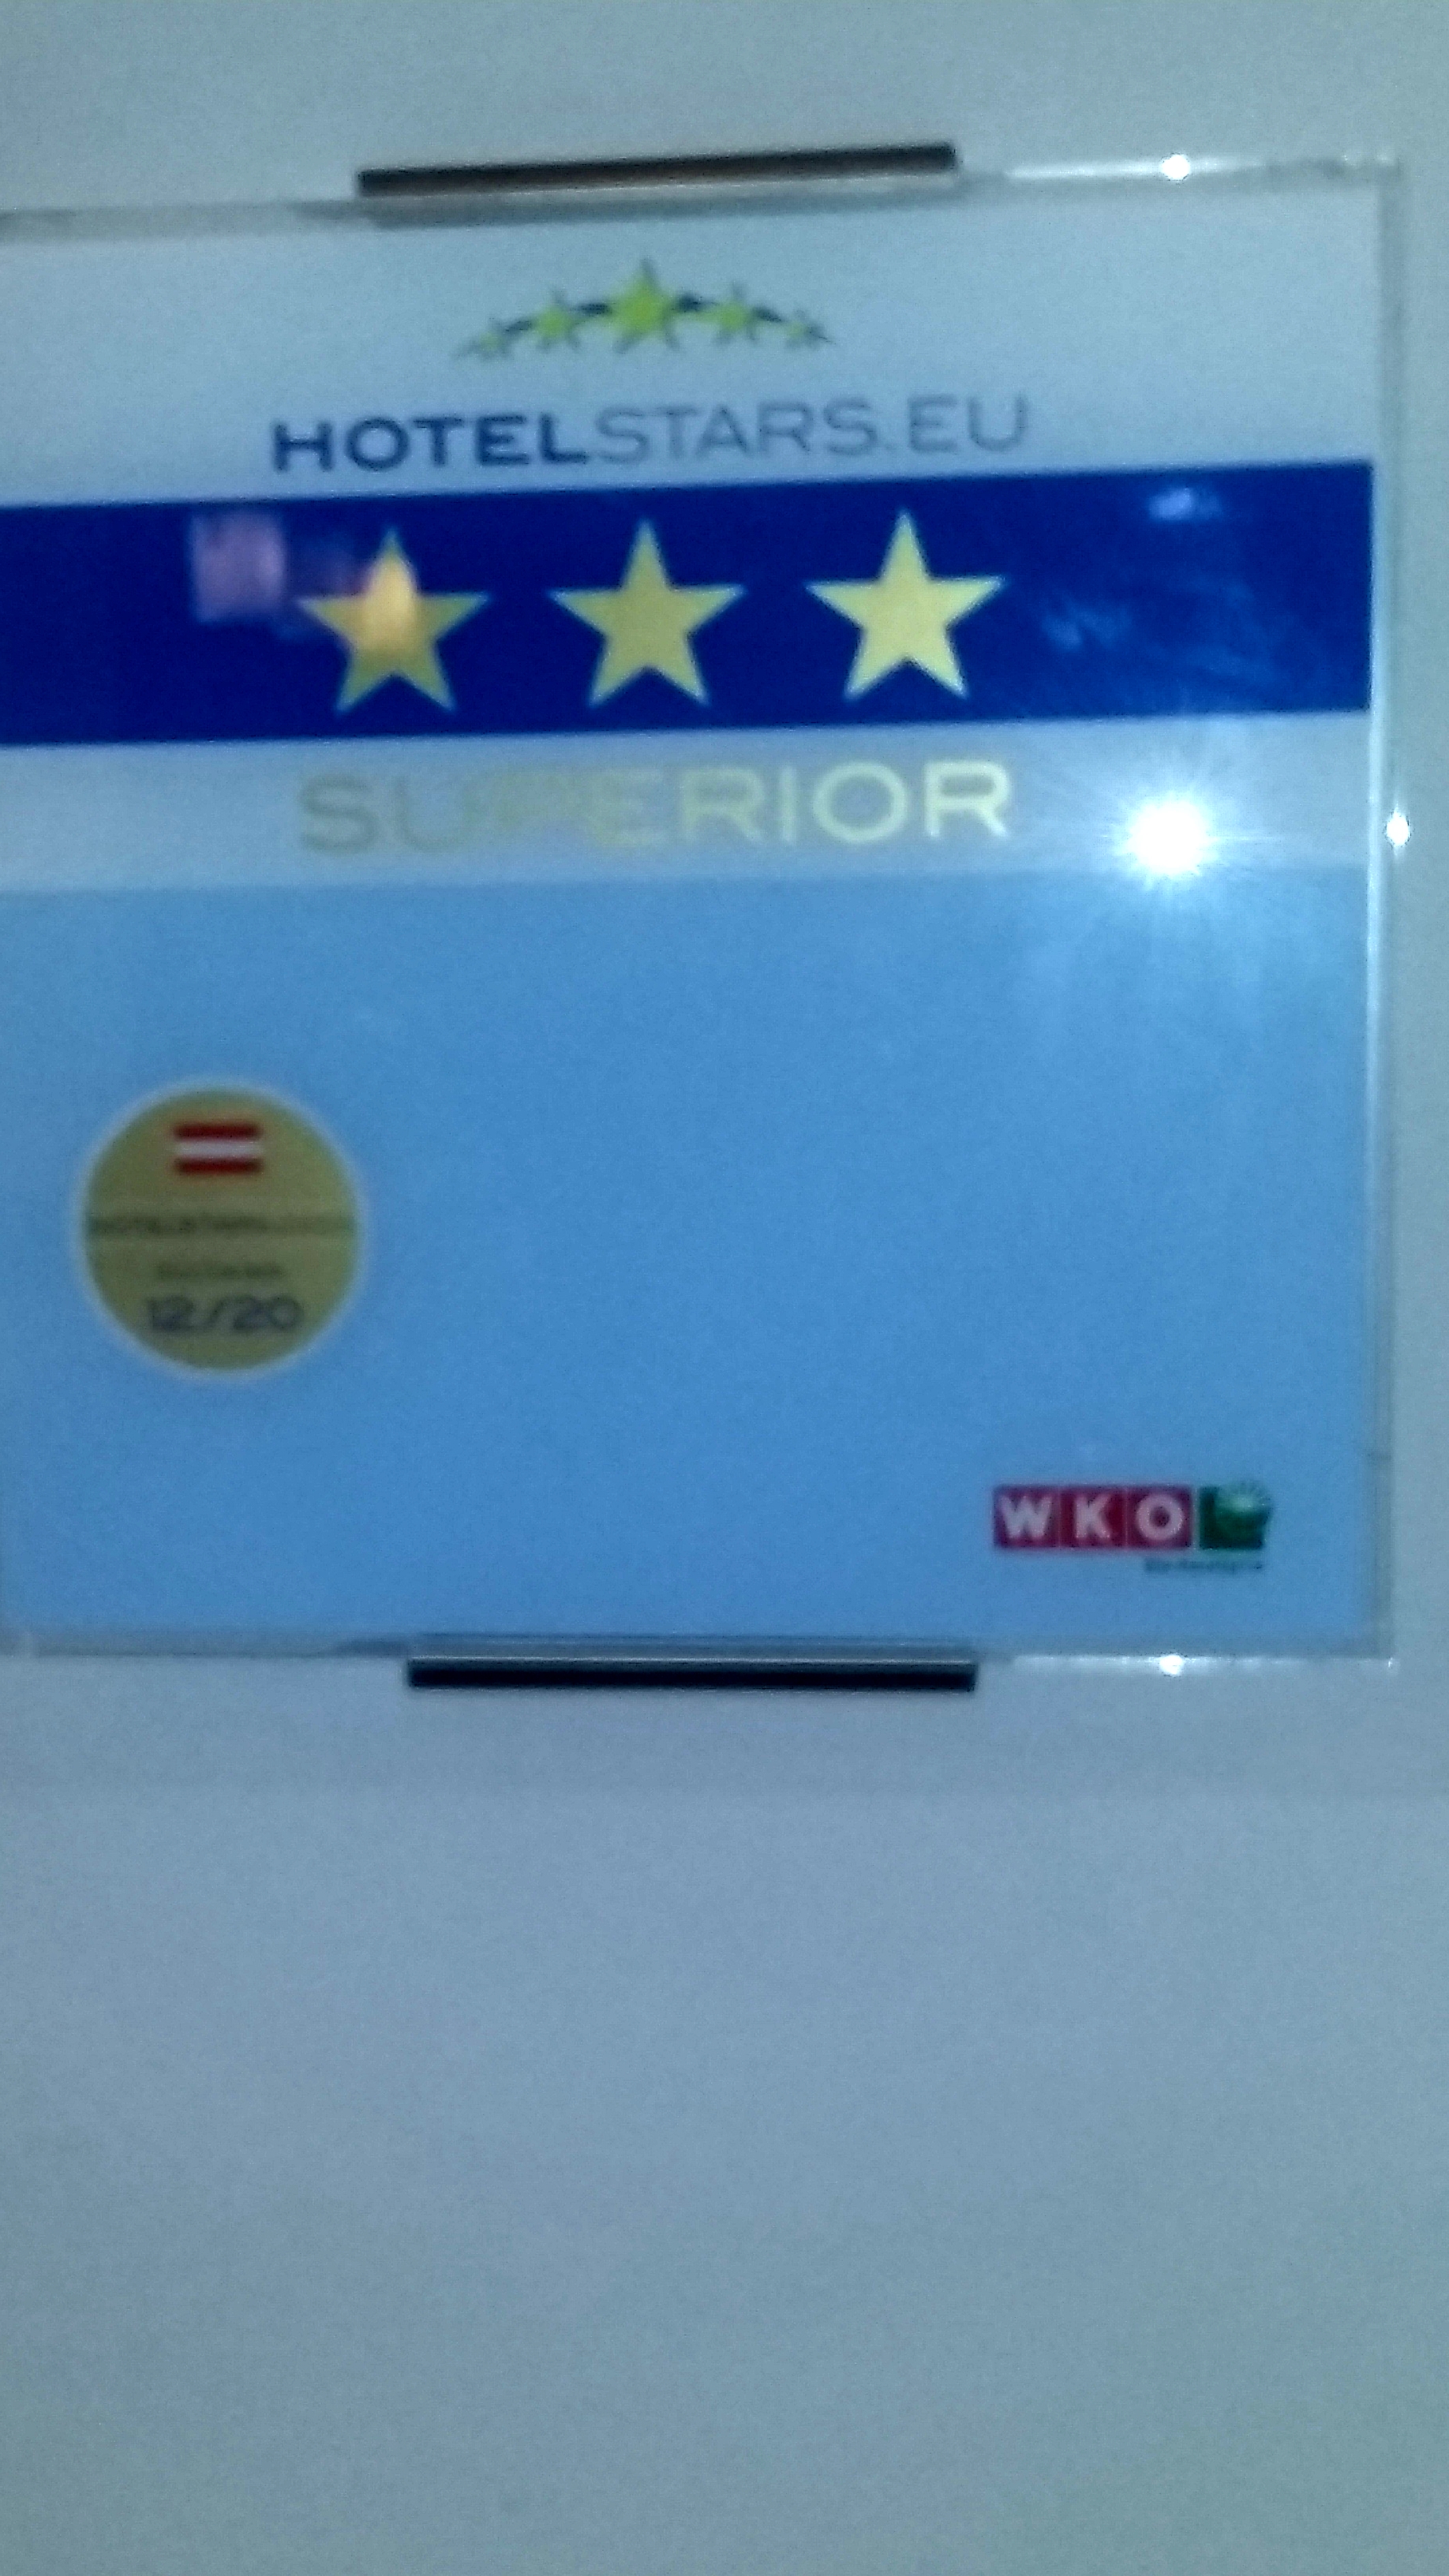 HOTELSTARS.EU
SUPERIOR
12/20
WKO